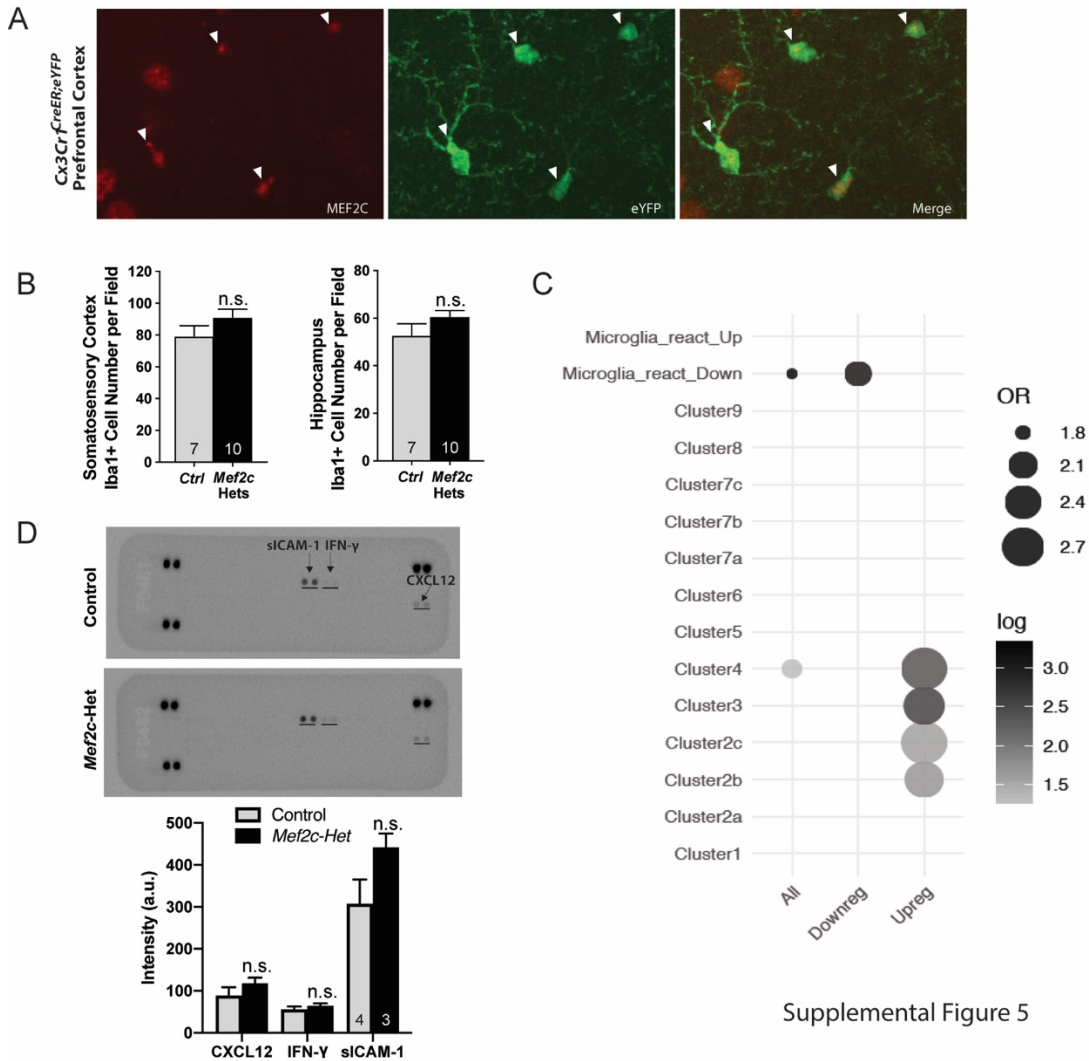 A
Cx3Cr1CreER;eYFP
Prefrontal Cortex
MEF2C
eYFP
Merge
B
Somatosensory Cortex
Iba1+ Cell Number per Field
120
100
80
60
40
20
0
n.s.
7
10
Ctrl
Mef2c
Hets
Hippocampus
Iba1+ Cell Number per Field
80
60
40
20
0
n.s.
7
10
Ctrl
Mef2c
Hets
C
Microglia_react_Up
Microglia_react_Down
Cluster9
Cluster8
Cluster7c
Cluster7b
Cluster7a
Cluster6
Cluster5
Cluster4
Cluster3
Cluster2c
Cluster2b
Cluster2a
Cluster1
All
Downreg
Upreg
OR
1.8
2.1
2.4
2.7
log
3.0
2.5
2.0
1.5
D
Control
sICAM-1 IFN-γ
CXCL12
Mef2c-Het
Control
Mef2c-Het
Intensity (a.u.)
500
400
300
200
100
0
n.s.
n.s.
n.s.
4
3
CXCL12
IFN-γ
sICAM-1
Supplemental Figure 5